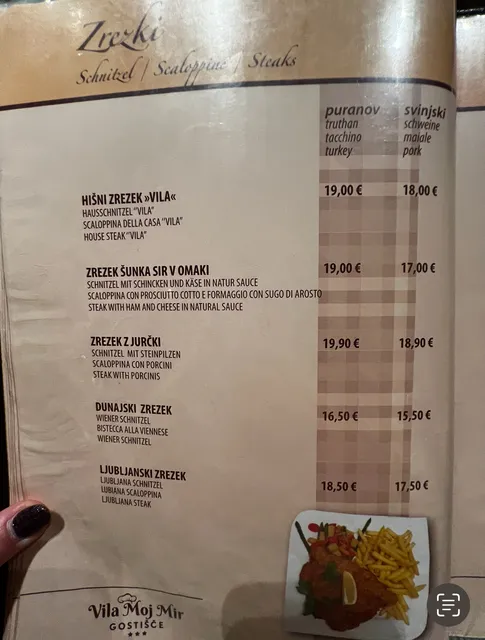 Zrezki
Schnitzel / Scaloppine / Steaks
puranov svinjski
truthan schweine
tacchino maiale
turkey pork
HIŠNI ZREZEK »VILA« 19,00 € 18,00 €
HAUSSCHNITZEL "VILA"
SCALOPPINA DELLA CASA "VILA"
HOUSE STEAK "VILA"
ZREZEK ŠUNKA SIR V OMAKI 19,00 € 17,00 €
SCHNITZEL MIT SCHINCKEN UND KÄSE IN NATUR SAUCE
SCALOPPINA CON PROSCIUTTO COTTO E FORMAGGIO CON SUGO DI AROSTO
STEAK WITH HAM AND CHEESE IN NATURAL SAUCE
ZREZEK Z JURČKI 19,90 € 18,90 €
SCHNITZEL MIT STEINPILZEN
SCALOPPINA CON PORCINI
STEAK WITH PORCINIS
DUNAJSKI ZREZEK 16,50 € 15,50 €
WIENER SCHNITZEL
BISTECCA ALLA VIENNESE
WIENER SCHNITZEL
LJUBLJANSKI ZREZEK 18,50 € 17,50 €
LJUBLJANA SCHNITZEL
LUBIANA SCALOPPINA
LJUBLJANA STEAK
Vila Moj Mir
GOSTIŠČE